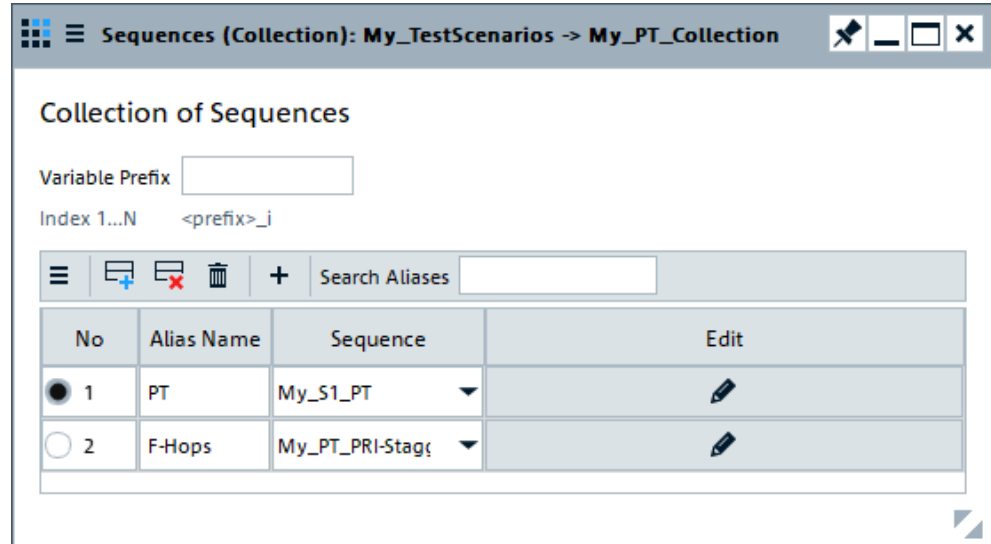 Sequences (Collection): My_TestScenarios -> My_PT_Collection
Collection of Sequences
Variable Prefix
Index 1...N <prefix>_i
Search Aliases
No Alias Name Sequence Edit
1 PT My_S1_PT
2 F-Hops My_PT_PRI-Stagg